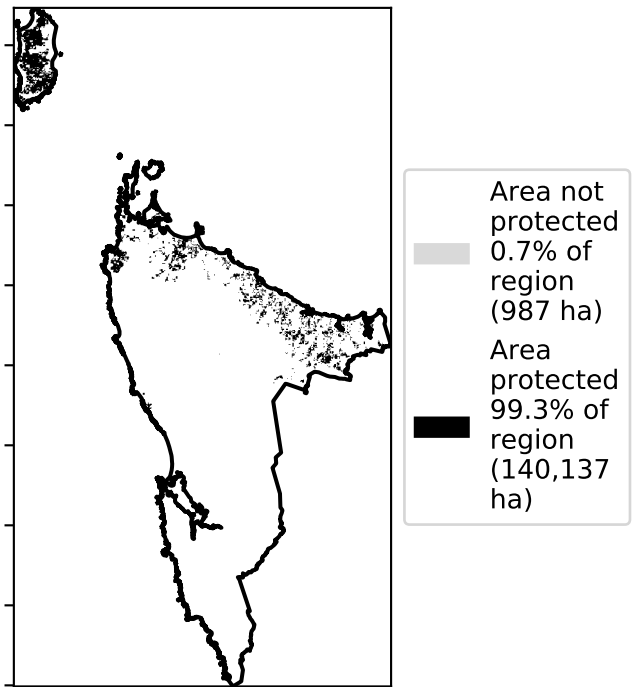 Area not
protected
0.7% of
region
(987 ha)
Area
protected
99.3% of
region
(140,137
ha)